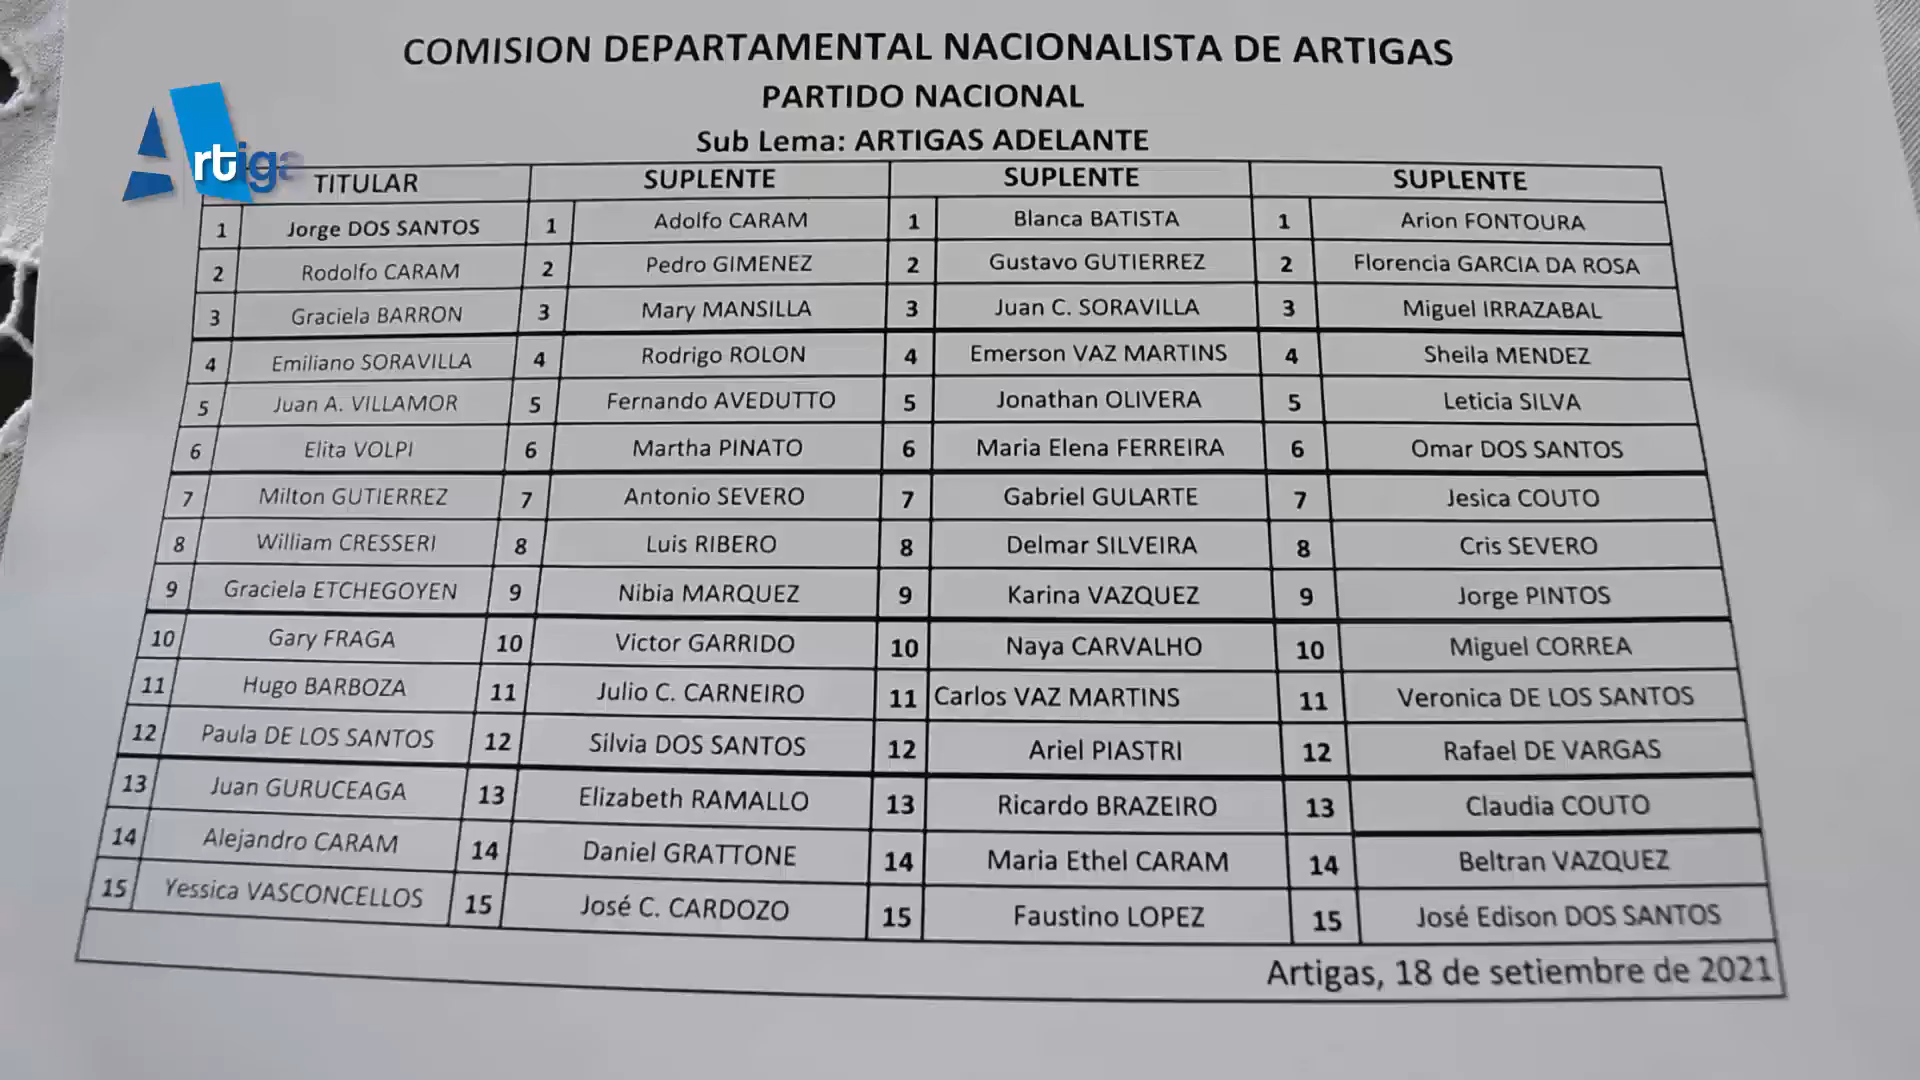 COMISION DEPARTAMENTAL NACIONALISTA DE ARTIGAS
PARTIDO NACIONAL
Sub Lema: ARTIGAS ADELANTE
Artiga
TITULAR SUPLENTE SUPLENTE SUPLENTE
1 Jorge DOS SANTOS 1 Adolfo CARAM 1 Blanca BATISTA 1 Arion FONTOURA
2 Rodolfo CARAM 2 Pedro GIMENEZ 2 Gustavo GUTIERREZ 2 Florencia GARCIA DA ROSA
3 Graciela BARRON 3 Mary MANSILLA 3 Juan C. SORAVILLA 3 Miguel IRRAZABAL
4 Emiliano SORAVILLA 4 Rodrigo ROLON 4 Emerson VAZ MARTINS 4 Sheila MENDEZ
5 Juan A. VILLAMOR 5 Fernando AVEDUTTO 5 Jonathan OLIVERA 5 Leticia SILVA
6 Elita VOLPI 6 Martha PINATO 6 Maria Elena FERREIRA 6 Omar DOS SANTOS
7 Milton GUTIERREZ 7 Antonio SEVERO 7 Gabriel GULARTE 7 Jesica COUTO
8 William CRESSERI 8 Luis RIBERO 8 Delmar SILVEIRA 8 Cris SEVERO
9 Graciela ETCHEGOYEN 9 Nibia MARQUEZ 9 Karina VAZQUEZ 9 Jorge PINTOS
10 Gary FRAGA 10 Victor GARRIDO 10 Naya CARVALHO 10 Miguel CORREA
11 Hugo BARBOZA 11 Julio C. CARNEIRO 11 Carlos VAZ MARTINS 11 Veronica DE LOS SANTOS
12 Paula DE LOS SANTOS 12 Silvia DOS SANTOS 12 Ariel PIASTRI 12 Rafael DE VARGAS
13 Juan GURUCEAGA 13 Elizabeth RAMALLO 13 Ricardo BRAZEIRO 13 Claudia COUTO
14 Alejandro CARAM 14 Daniel GRATTONE 14 Maria Ethel CARAM 14 Beltran VAZQUEZ
15 Yessica VASCONCELLOS 15 José C. CARDOZO 15 Faustino LOPEZ 15 José Edison DOS SANTOS
Artigas, 18 de setiembre de 2021